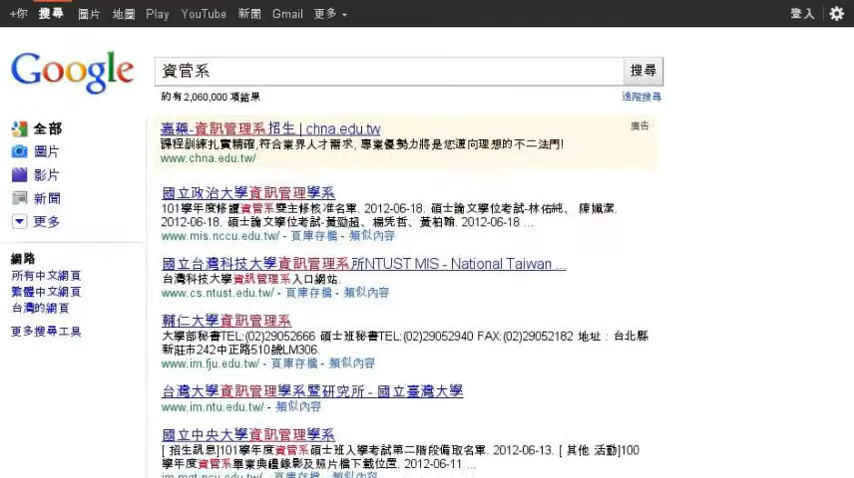 +你 搜尋 圖片 地圖 Play YouTube 新聞 Gmail 更多 登入
Google 資管系 搜尋
約有2,060,000 項結果 進階搜尋
全部
圖片
影片
新聞
更多
網路
所有中文網頁
繁體中文網頁
台灣的網頁
更多搜尋工具
嘉藥-資訊管理系招生 | chna.edu.tw 廣告
課程訓練扎實精確,符合業界人才需求, 專業優勢力將是您邁向理想的不二法門!
www.chna.edu.tw/
國立政治大學資訊管理學系
101學年度修讀資管系雙主修核准名單. 2012-06-18. 碩士論文學位考試-林佑純、 陳姵潔.
2012-06-18. 碩士論文學位考試-黃勁超、楊凭哲、黃柏翰. 2012-06-18 ...
www.mis.nccu.edu.tw/ - 頁庫存檔 - 類似內容
國立台灣科技大學資訊管理系所NTUST MIS - National Taiwan ...
台灣科技大學資訊管理系入口網站.
www.cs.ntust.edu.tw/ - 頁庫存檔 - 類似內容
輔仁大學資訊管理系
大學部秘書TEL:(02)29052666 碩士班秘書TEL:(02)29052940 FAX:(02)29052182 地址：台北縣
新莊市242中正路510號LM306.
www.im.fju.edu.tw/ - 頁庫存檔 - 類似內容
台灣大學資訊管理學系暨研究所 - 國立臺灣大學
www.im.ntu.edu.tw/ - 類似內容
國立中央大學資訊管理學系
[ 招生訊息]101學年度資管系碩士班入學考試第二階段備取名單. 2012-06-13. [ 其他 活動]100
學年度資管系畢業典禮錄影及照片檔下載位置. 2012-06-11 ...